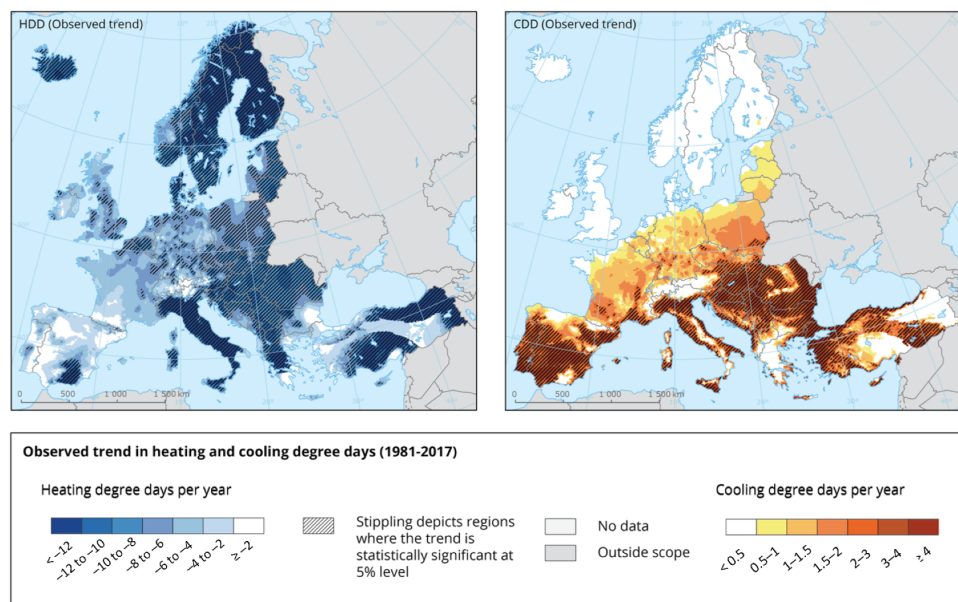 HDD (Observed trend)
CDD (Observed trend)
0 500 1 000 1 500 km
0 500 1 000 1 500 km
Observed trend in heating and cooling degree days (1981-2017)
Heating degree days per year
Cooling degree days per year
< −12
−12 to −10
−10 to −8
−8 to −6
−6 to −4
−4 to −2
≥ −2
Stippling depicts regions
where the trend is
statistically significant at
5% level
No data
Outside scope
< 0.5
0.5–1
1–1.5
1.5–2
2–3
3–4
≥4